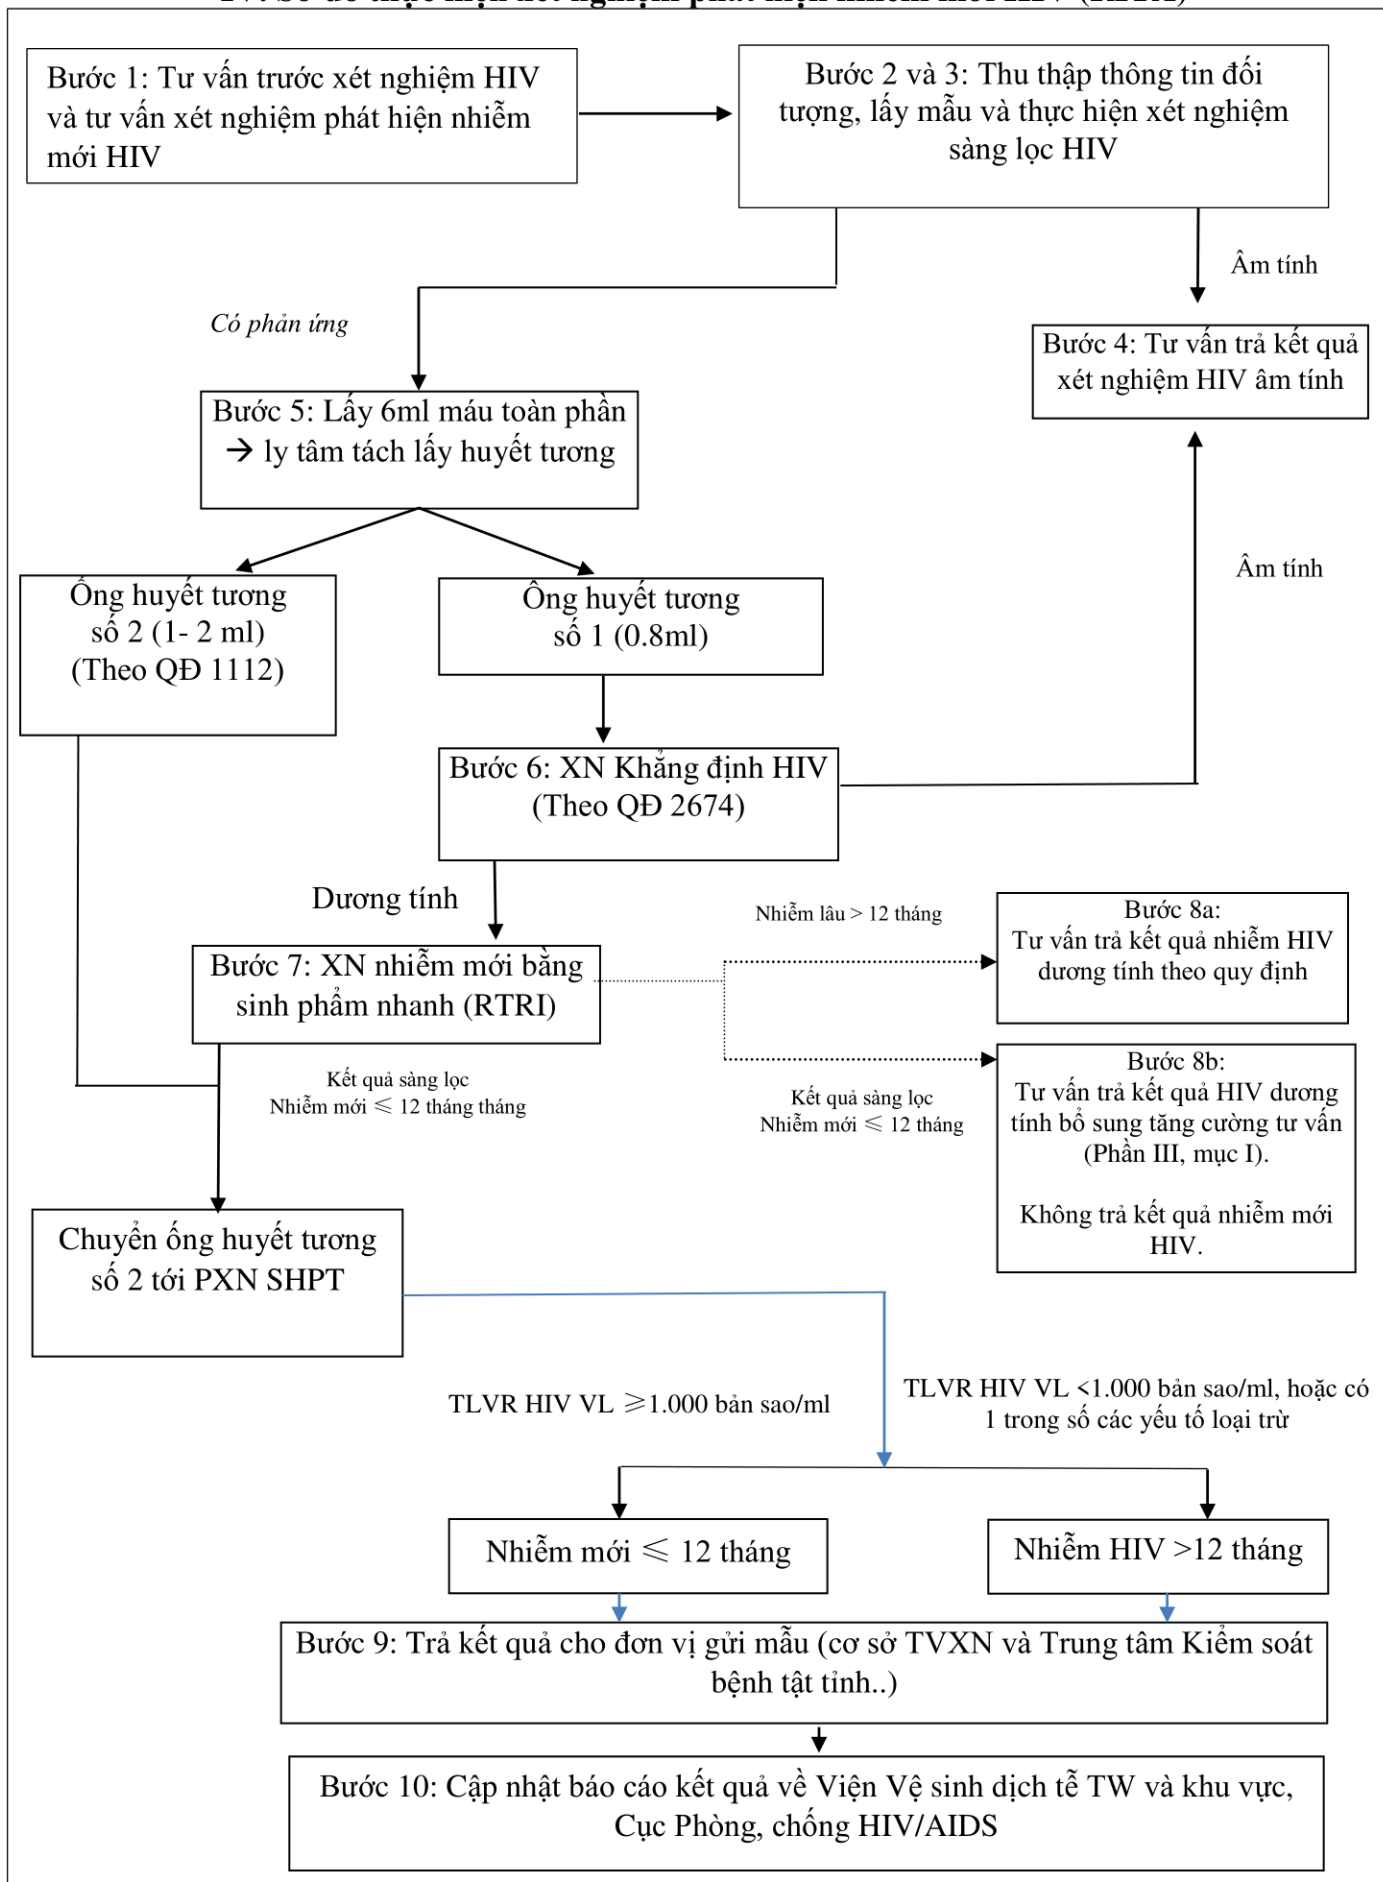 Bước 1: Tư vấn trước xét nghiệm HIV
và tư vấn xét nghiệm phát hiện nhiễm
mới HIV
Bước 2 và 3: Thu thập thông tin đối
tượng, lấy mẫu và thực hiện xét nghiệm
sàng lọc HIV
Âm tính
Có phản ứng
Bước 4: Tư vấn trả kết quả
xét nghiệm HIV âm tính
Bước 5: Lấy 6ml máu toàn phần
→ ly tâm tách lấy huyết tương
Âm tính
Ống huyết tương
số 2 (1- 2 ml)
(Theo QĐ 1112)
Ông huyết tương
số 1 (0.8ml)
Bước 6: XN Khẳng định HIV
(Theo QĐ 2674)
Dương tính
Nhiễm lâu > 12 tháng
Bước 8a:
Tư vấn trả kết quả nhiễm HIV
dương tính theo quy định
Bước 7: XN nhiễm mới bằng
sinh phẩm nhanh (RTRI)
Kết quả sàng lọc
Nhiễm mới ≤ 12 tháng tháng
Kết quả sàng lọc
Nhiễm mới ≤ 12 tháng
Bước 8b:
Tư vấn trả kết quả HIV dương
tính bổ sung tăng cường tư vấn
(Phần III, mục I).
Không trả kết quả nhiễm mới
HIV.
Chuyển ống huyết tương
số 2 tới PXN SHPT
TLVR HIV VL ≥1.000 bản sao/ml
TLVR HIV VL <1.000 bản sao/ml, hoặc có
1 trong số các yếu tố loại trừ
Nhiễm mới ≤ 12 tháng
Nhiễm HIV >12 tháng
Bước 9: Trả kết quả cho đơn vị gửi mẫu (cơ sở TVXN và Trung tâm Kiểm soát
bệnh tật tỉnh..)
Bước 10: Cập nhật báo cáo kết quả về Viện Vệ sinh dịch tễ TW và khu vực,
Cục Phòng, chống HIV/AIDS